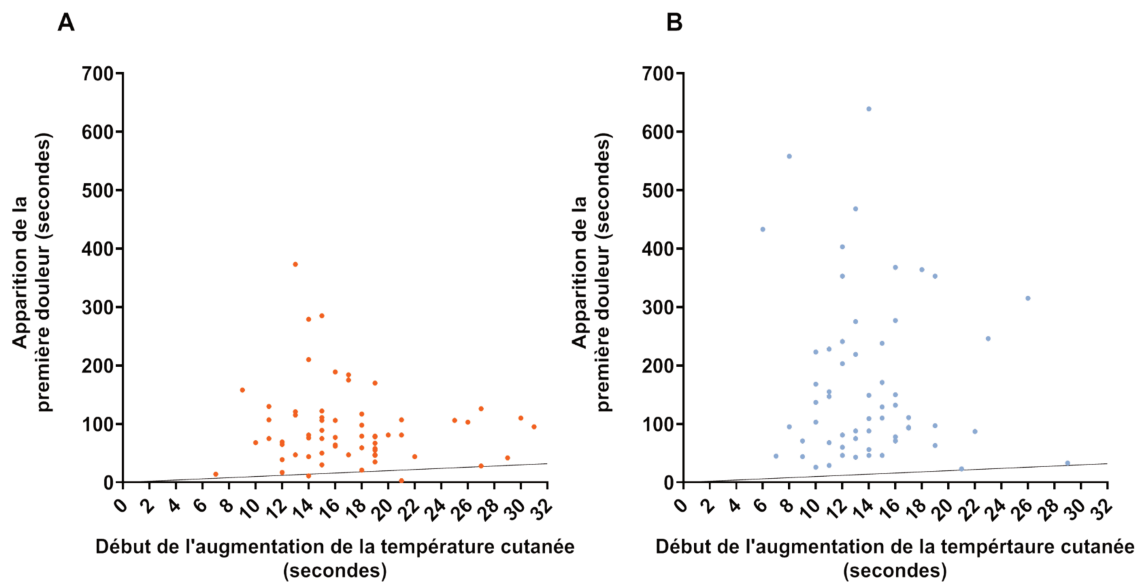 A
700
600
500
400
300
200
100
0
Apparition de la
première douleur (secondes)
0 2 4 6 8 10 12 14 16 18 20 22 24 26 28 30 32
Début de l'augmentation de la température cutanée
(secondes)
B
700
600
500
400
300
200
100
0
Apparition de la
première douleur (secondes)
0 2 4 6 8 10 12 14 16 18 20 22 24 26 28 30 32
Début de l'augmentation de la tempértaure cutanée
(secondes)